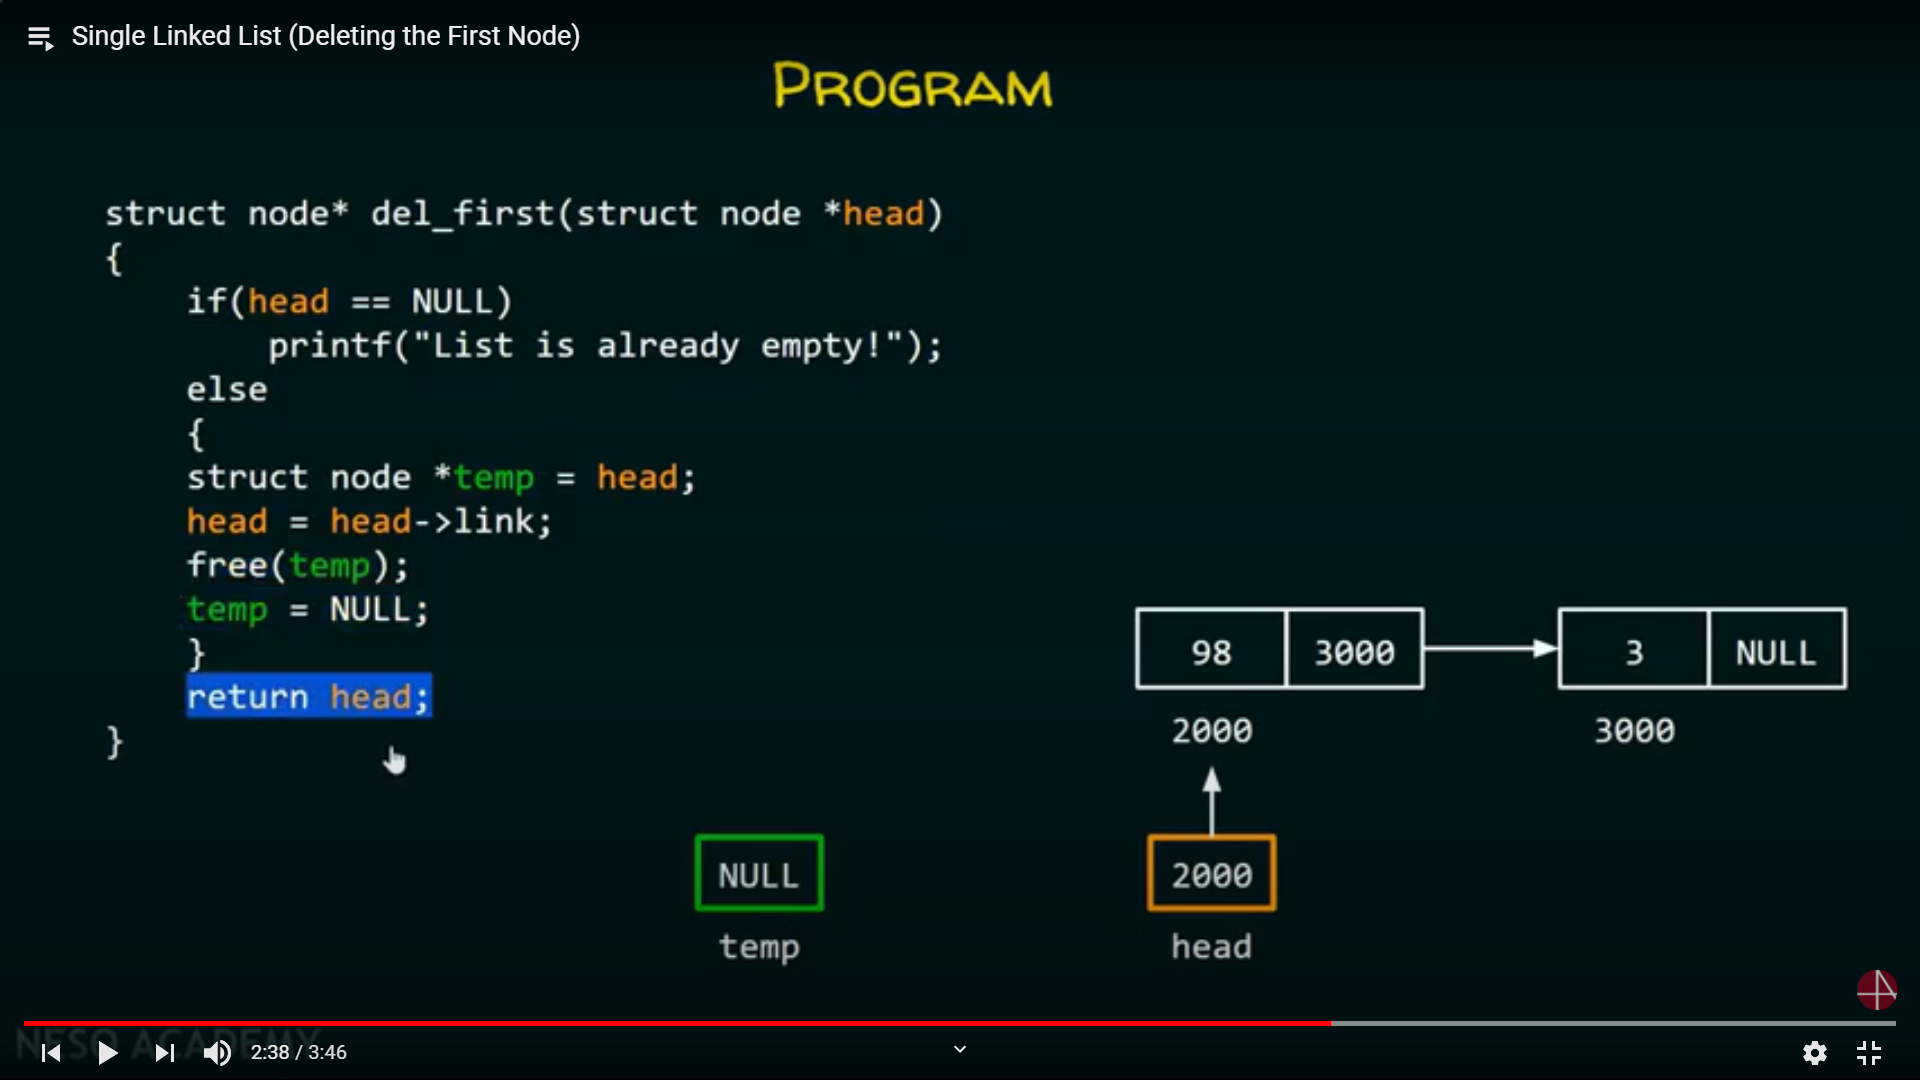 Single Linked List (Deleting the First Node)
PROGRAM
struct node* del_first(struct node *head)
{
if(head == NULL)
printf("List is already empty!");
else
{
struct node *temp = head;
head = head->link;
free(temp);
temp = NULL;
}
return head;
}
98 3000 3 NULL
2000 3000
NULL 2000
temp head
NESO ACADEMY
2:38 / 3:46